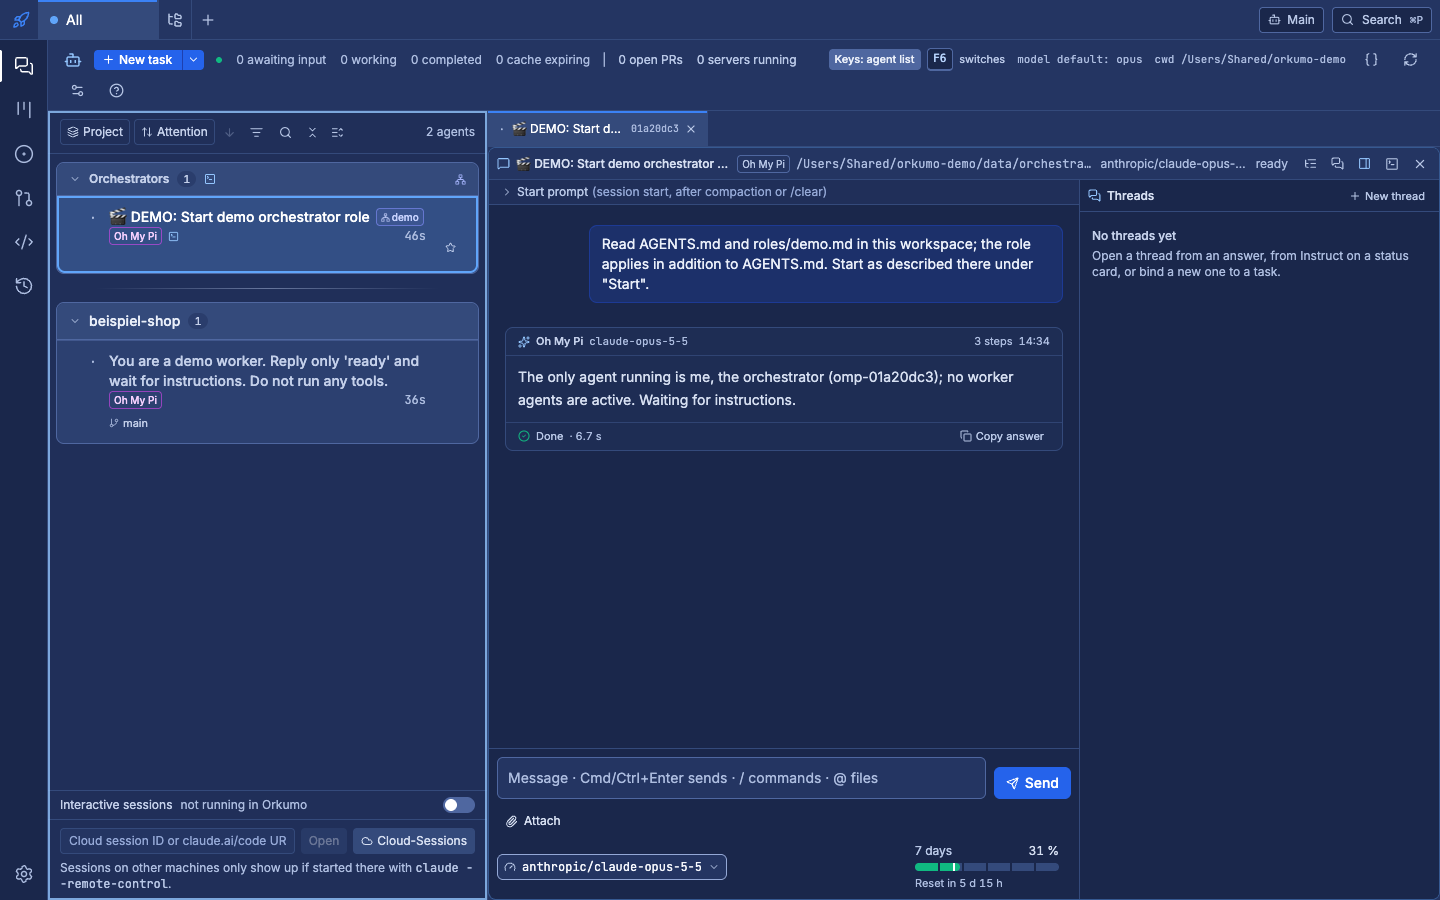 All
Main
Search ⌘P
New task
0 awaiting input
0 working
0 completed
0 cache expiring
0 open PRs
0 servers running
Keys: agent list
F6
switches
model default: opus
cwd /Users/Shared/orkumo-demo
Project
Attention
2 agents
Orchestrators 1
DEMO: Start demo orchestrator role
demo
Oh My Pi
46s
beispiel-shop 1
You are a demo worker. Reply only 'ready' and
wait for instructions. Do not run any tools.
Oh My Pi
36s
main
Interactive sessions not running in Orkumo
Cloud session ID or claude.ai/code UR
Open
Cloud-Sessions
Sessions on other machines only show up if started there with claude -
-remote-control.
DEMO: Start d... 01a20dc3
DEMO: Start demo orchestrator ...
Oh My Pi
/Users/Shared/orkumo-demo/data/orchestra...
anthropic/claude-opus-...
ready
Start prompt (session start, after compaction or /clear)
Read AGENTS.md and roles/demo.md in this workspace; the role
applies in addition to AGENTS.md. Start as described there under
"Start".
Oh My Pi claude-opus-5-5
3 steps 14:34
The only agent running is me, the orchestrator (omp-01a20dc3); no worker
agents are active. Waiting for instructions.
Done · 6.7 s
Copy answer
Message · Cmd/Ctrl+Enter sends · / commands · @ files
Send
Attach
anthropic/claude-opus-5-5
7 days 31 %
Reset in 5 d 15 h
Threads
New thread
No threads yet
Open a thread from an answer, from Instruct on a status
card, or bind a new one to a task.